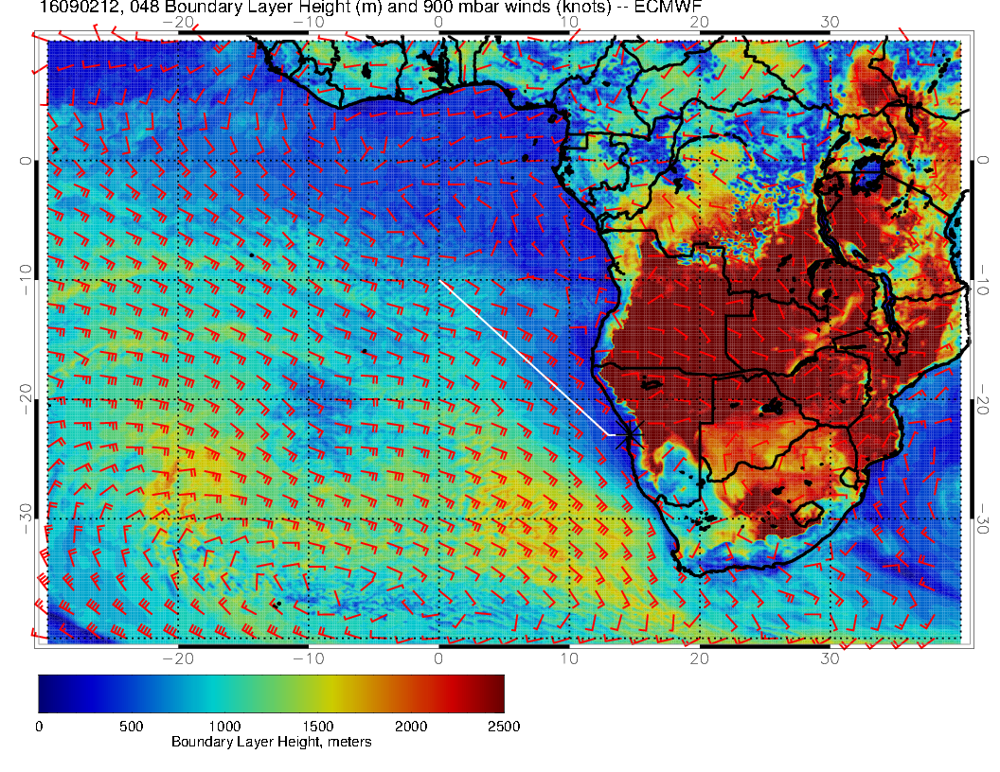 16090212, 048 Boundary Layer Height (m) and 900 mbar winds (knots) -- ECMWF
−20 −10 0 10 20 30
0 0
−10 −10
−20 −20
−30 −30
−20 −10 0 10 20 30
0 500 1000 1500 2000 2500
Boundary Layer Height, meters